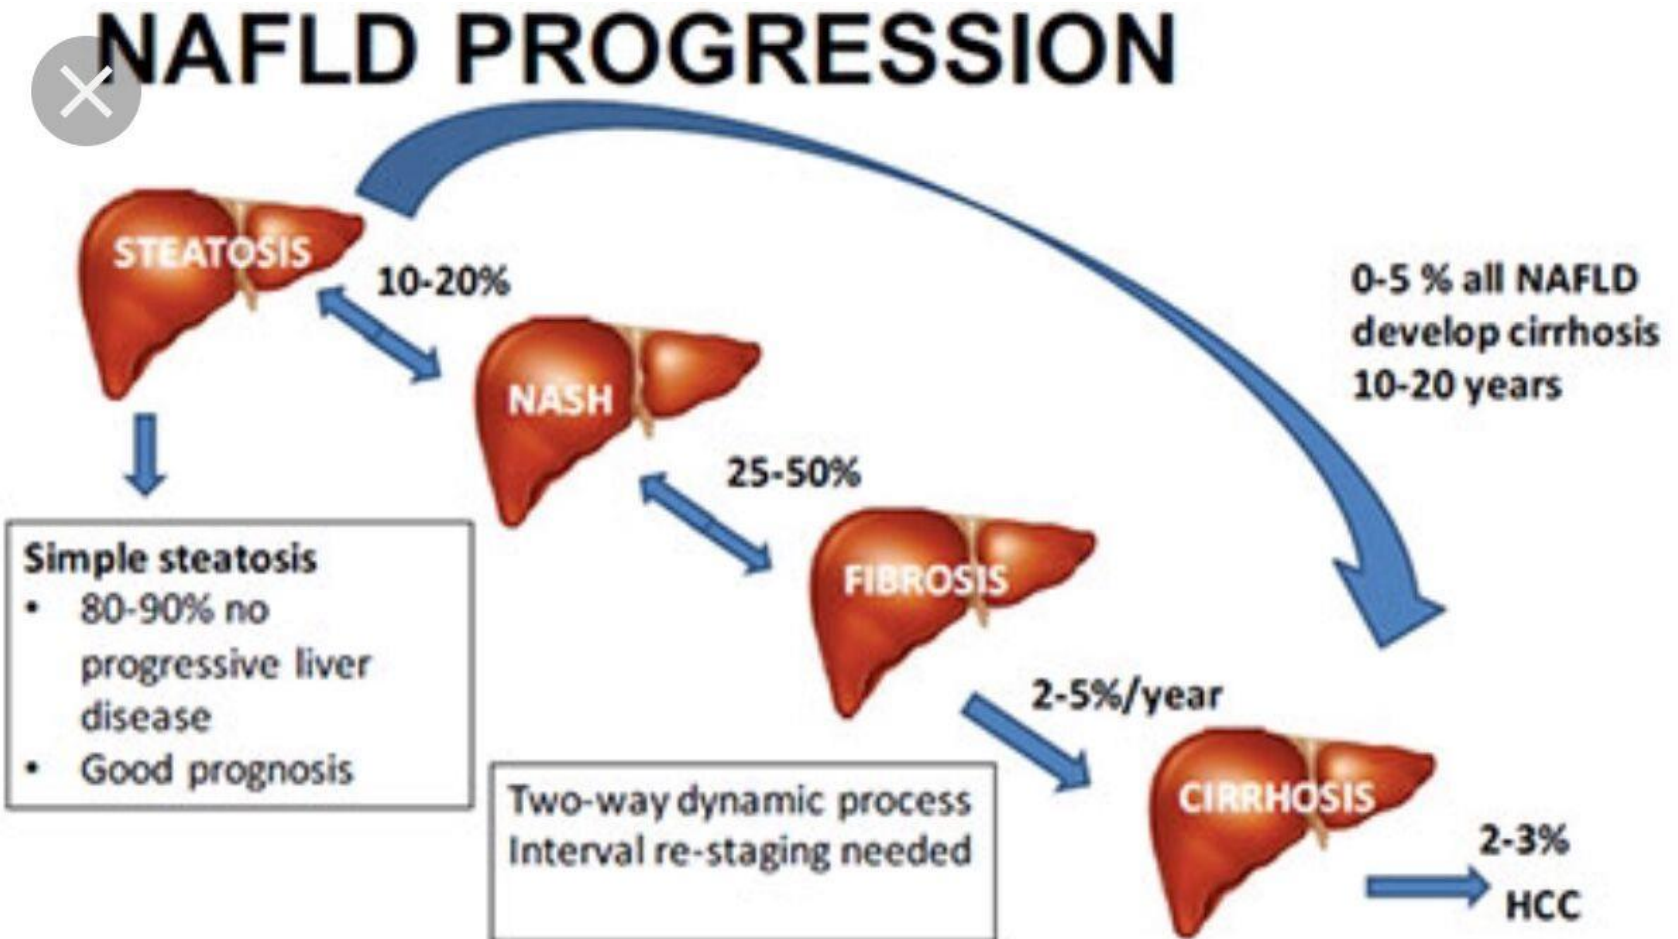 NAFLD PROGRESSION
STEATOSIS
10-20%
NASH
25-50%
FIBROSIS
2-5%/year
CIRRHOSIS
2-3%
HCC
0-5 % all NAFLD
develop cirrhosis
10-20 years
Simple steatosis
• 80-90% no
progressive liver
disease
• Good prognosis
Two-way dynamic process
Interval re-staging needed